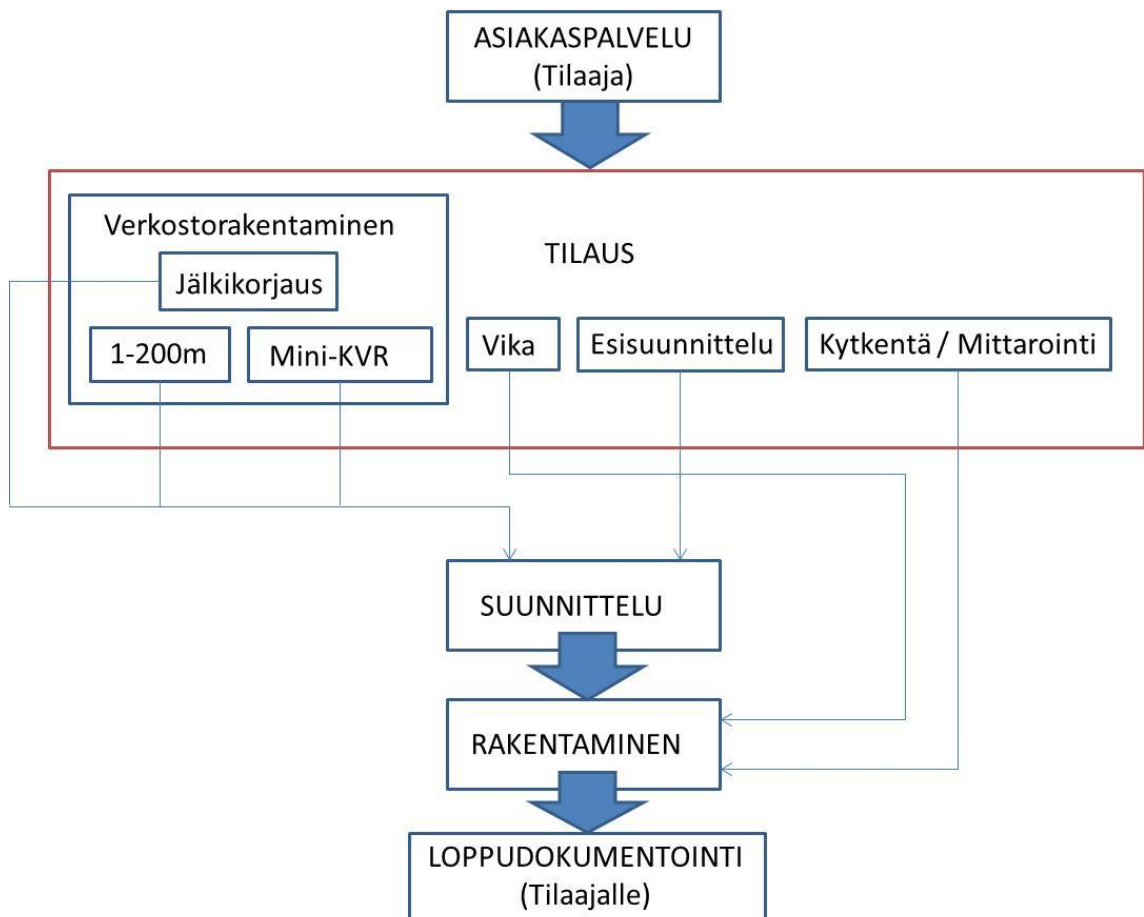 ASIAKASPALVELU
(Tilaaja)
Verkostorakentaminen
TILAUS
Jälkikorjaus
1-200m
Mini-KVR
Vika
Esisuunnittelu
Kytkentä / Mittarointi
SUUNNITTELU
RAKENTAMINEN
LOPPUDOKUMENTOINTI
(Tilaajalle)